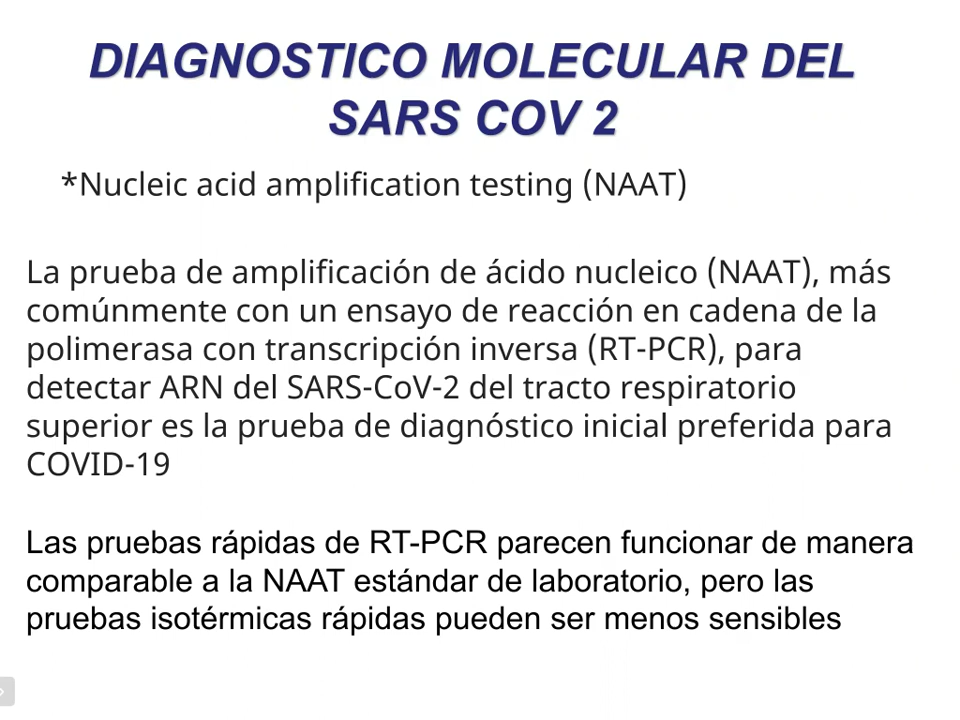 DIAGNOSTICO MOLECULAR DEL
SARS COV 2
*Nucleic acid amplification testing (NAAT)
La prueba de amplificación de ácido nucleico (NAAT), más
comúnmente con un ensayo de reacción en cadena de la
polimerasa con transcripción inversa (RT-PCR), para
detectar ARN del SARS-CoV-2 del tracto respiratorio
superior es la prueba de diagnóstico inicial preferida para
COVID-19
Las pruebas rápidas de RT-PCR parecen funcionar de manera
comparable a la NAAT estándar de laboratorio, pero las
pruebas isotérmicas rápidas pueden ser menos sensibles